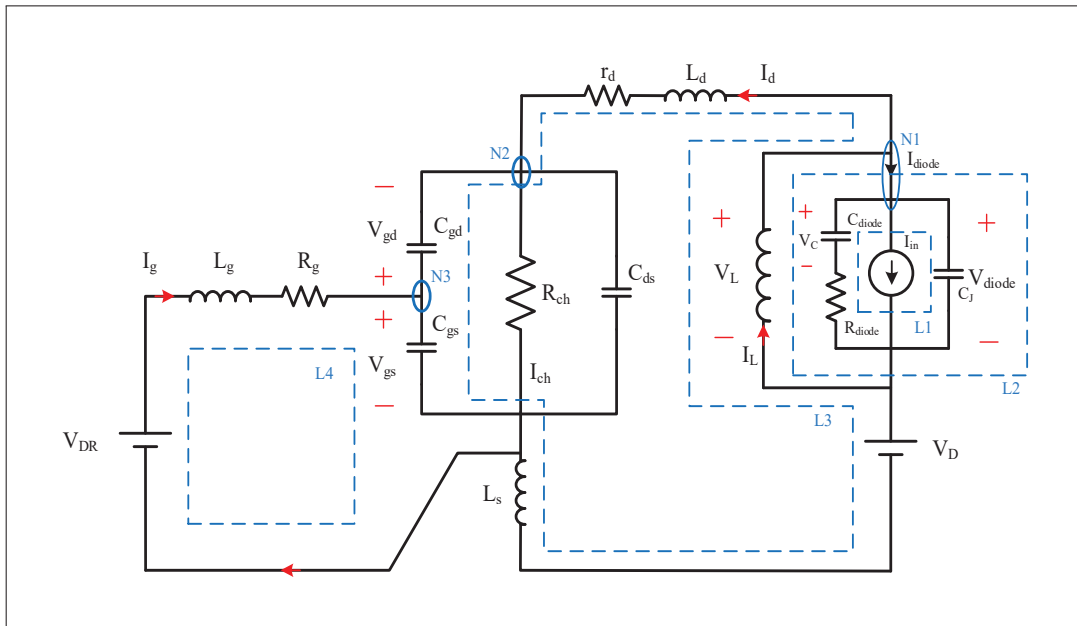 r_d
L_d
I_d
N1
N2
I_diode
−
C_gd
V_gd
+
N3
+
C_gs
V_gs
−
I_g
L_g
R_g
R_ch
C_ds
I_ch
+
V_L
−
I_L
+
C_diode
V_C
−
I_in
R_diode
L1
C_J
+
V_diode
−
L2
L3
L4
V_DR
L_s
V_D